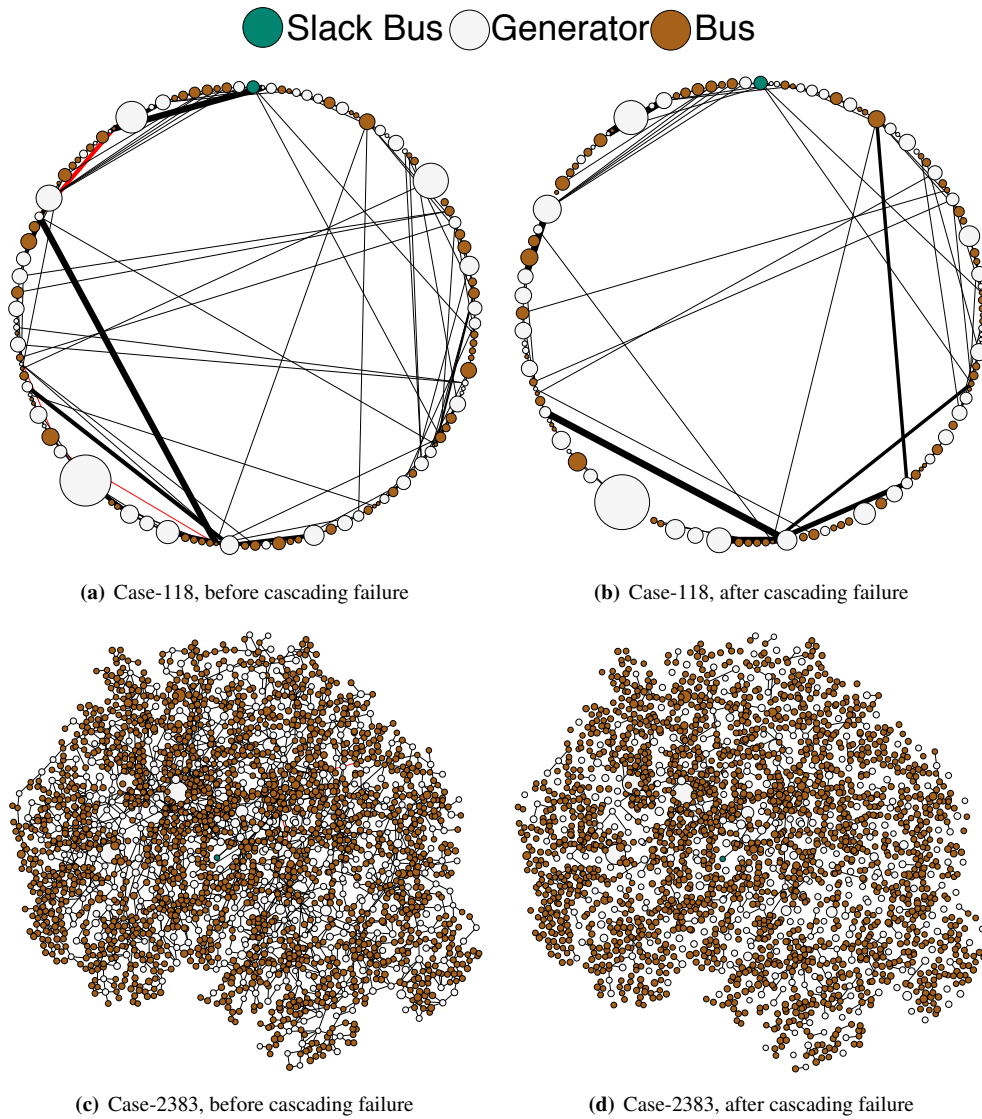 Slack Bus Generator Bus
(a) Case-118, before cascading failure
(b) Case-118, after cascading failure
(c) Case-2383, before cascading failure
(d) Case-2383, after cascading failure